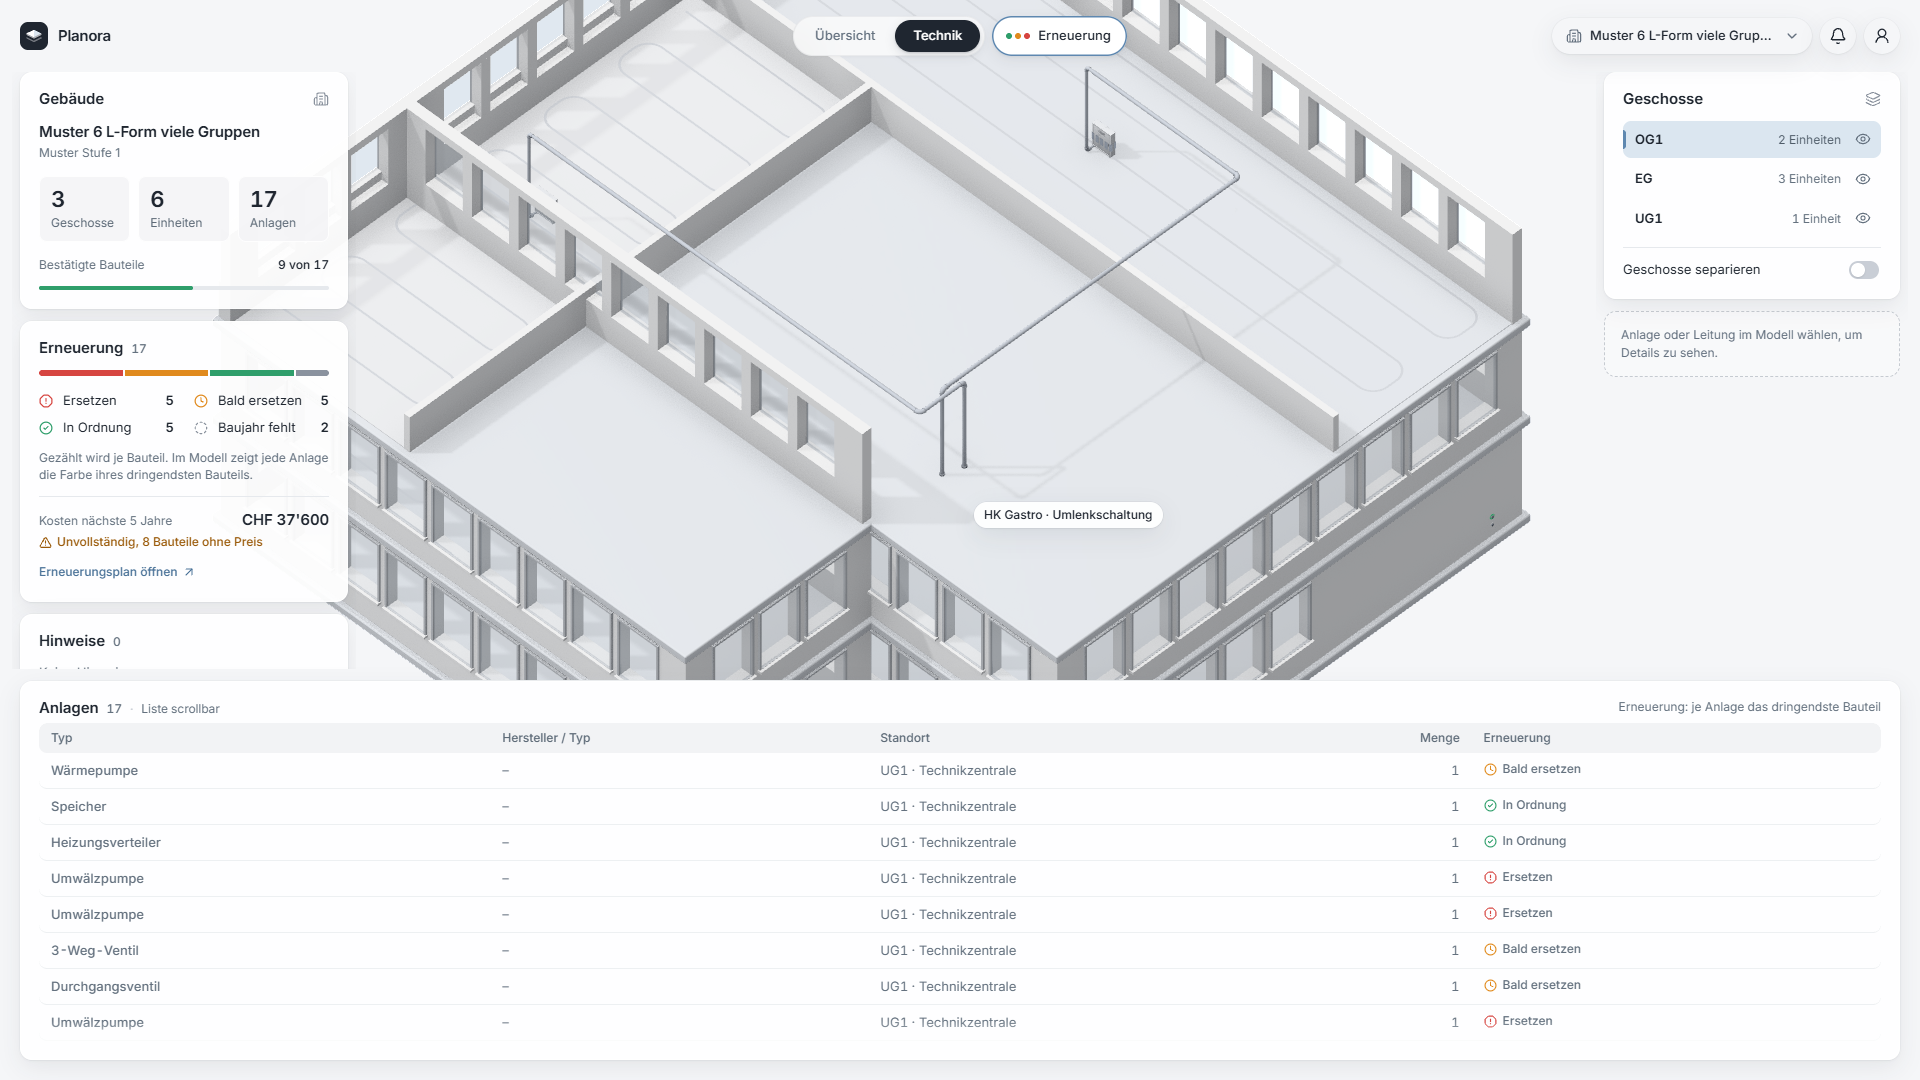 Planora
Übersicht
Technik
Erneuerung
Muster 6 L-Form viele Grup...
Gebäude
Muster 6 L-Form viele Gruppen
Muster Stufe 1
3 Geschosse
6 Einheiten
17 Anlagen
Bestätigte Bauteile 9 von 17
Erneuerung 17
Ersetzen 5
Bald ersetzen 5
In Ordnung 5
Baujahr fehlt 2
Gezählt wird je Bauteil. Im Modell zeigt jede Anlage
die Farbe ihres dringendsten Bauteils.
Kosten nächste 5 Jahre CHF 37'600
Unvollständig, 8 Bauteile ohne Preis
Erneuerungsplan öffnen
Hinweise 0
HK Gastro · Umlenkschaltung
Geschosse
OG1 2 Einheiten
EG 3 Einheiten
UG1 1 Einheit
Geschosse separieren
Anlage oder Leitung im Modell wählen, um
Details zu sehen.
Anlagen 17 · Liste scrollbar
Erneuerung: je Anlage das dringendste Bauteil
Typ Hersteller / Typ Standort Menge Erneuerung
Wärmepumpe – UG1 · Technikzentrale 1 Bald ersetzen
Speicher – UG1 · Technikzentrale 1 In Ordnung
Heizungsverteiler – UG1 · Technikzentrale 1 In Ordnung
Umwälzpumpe – UG1 · Technikzentrale 1 Ersetzen
Umwälzpumpe – UG1 · Technikzentrale 1 Ersetzen
3-Weg-Ventil – UG1 · Technikzentrale 1 Bald ersetzen
Durchgangsventil – UG1 · Technikzentrale 1 Bald ersetzen
Umwälzpumpe – UG1 · Technikzentrale 1 Ersetzen